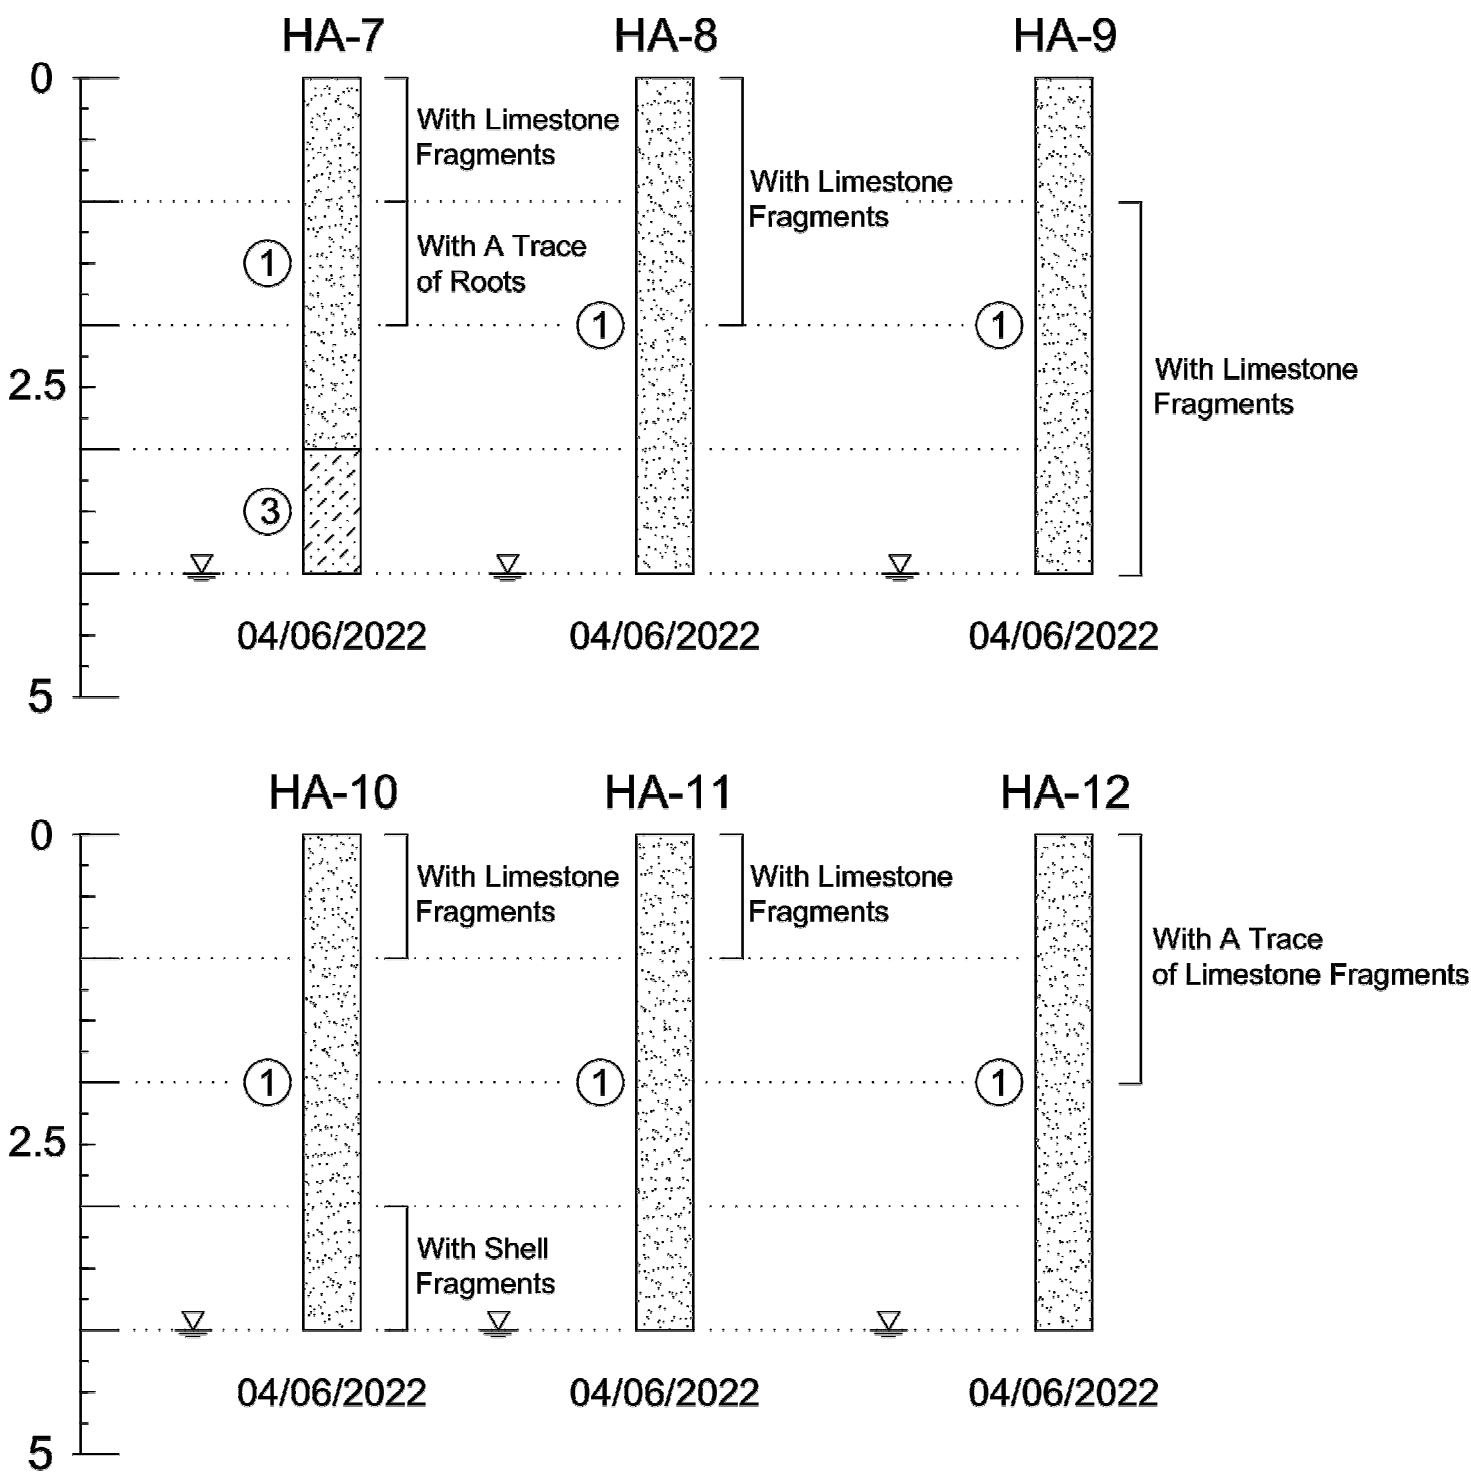 HA-7 HA-8 HA-9
0
With Limestone
Fragments
With Limestone
Fragments
With A Trace
of Roots
1
1
1
2.5
With Limestone
Fragments
3
04/06/2022 04/06/2022 04/06/2022
5
HA-10 HA-11 HA-12
0
With Limestone
Fragments
With Limestone
Fragments
With A Trace
of Limestone Fragments
1 1 1
2.5
With Shell
Fragments
04/06/2022 04/06/2022 04/06/2022
5